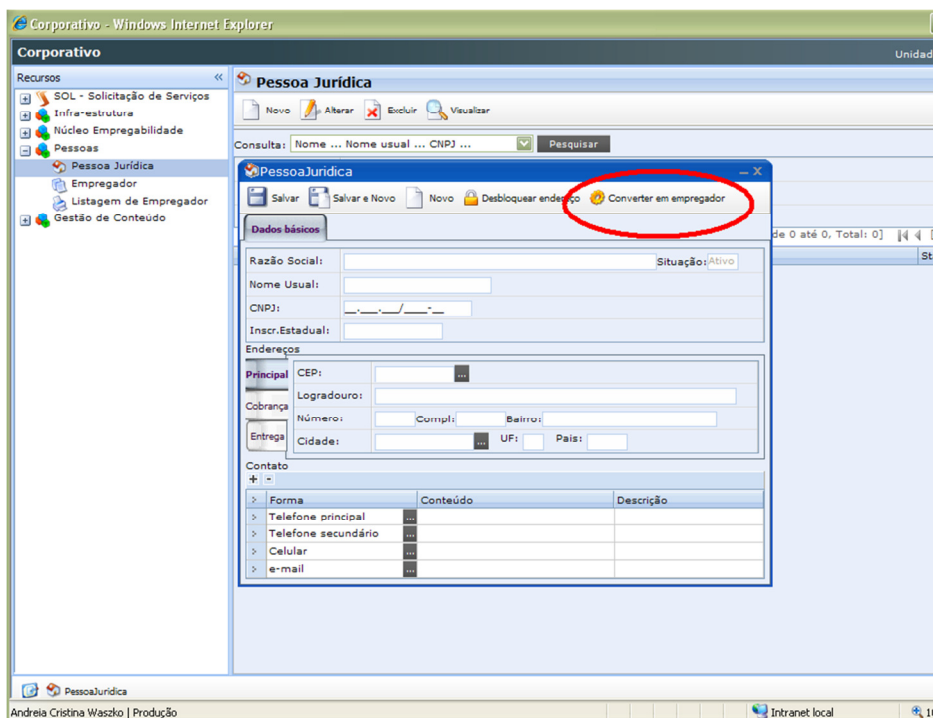 Corporativo - Windows Internet Explorer
Corporativo
Unidad
Recursos «
SOL - Solicitação de Serviços
Infra-estrutura
Núcleo Empregabilidade
Pessoas
Pessoa Jurídica
Empregador
Listagem de Empregador
Gestão de Conteúdo
Pessoa Jurídica
Novo Alterar Excluir Visualizar
Consulta: Nome ... Nome usual ... CNPJ ... Pesquisar
PessoaJuridica
Salvar Salvar e Novo Novo Desbloquear endereço Converter em empregador
Dados básicos
de 0 até 0, Total: 0]
St
Razão Social: Situação: Ativo
Nome Usual:
CNPJ: __.___.___/____-__
Inscr.Estadual:
Endereços
Principal
Cobrança
Entrega
CEP: ...
Logradouro:
Número: Compl: Bairro:
Cidade: ... UF: Pais:
Contato
+ -
> Forma Conteúdo Descrição
> Telefone principal ...
> Telefone secundário ...
> Celular ...
> e-mail ...
PessoaJuridica
Andreia Cristina Waszko | Produção Intranet local